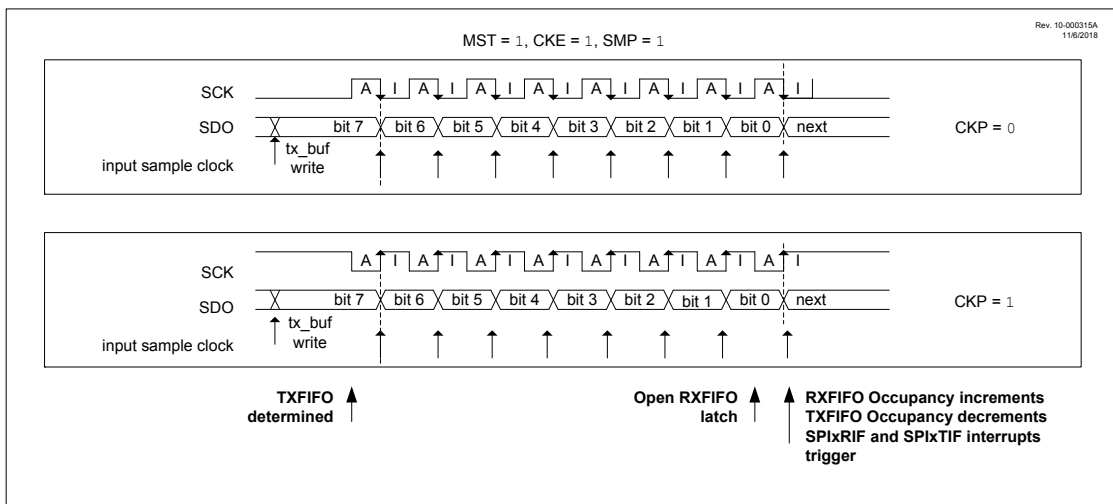 Rev. 10-000315A
11/6/2018
MST = 1, CKE = 1, SMP = 1
SCK A I A I A I A I A I A I A I A I
SDO bit 7 bit 6 bit 5 bit 4 bit 3 bit 2 bit 1 bit 0 next CKP = 0
tx_buf
write
input sample clock
SCK A I A I A I A I A I A I A I A I
SDO bit 7 bit 6 bit 5 bit 4 bit 3 bit 2 bit 1 bit 0 next CKP = 1
tx_buf
write
input sample clock
TXFIFO
determined
Open RXFIFO
latch
RXFIFO Occupancy increments
TXFIFO Occupancy decrements
SPIxRIF and SPIxTIF interrupts
trigger